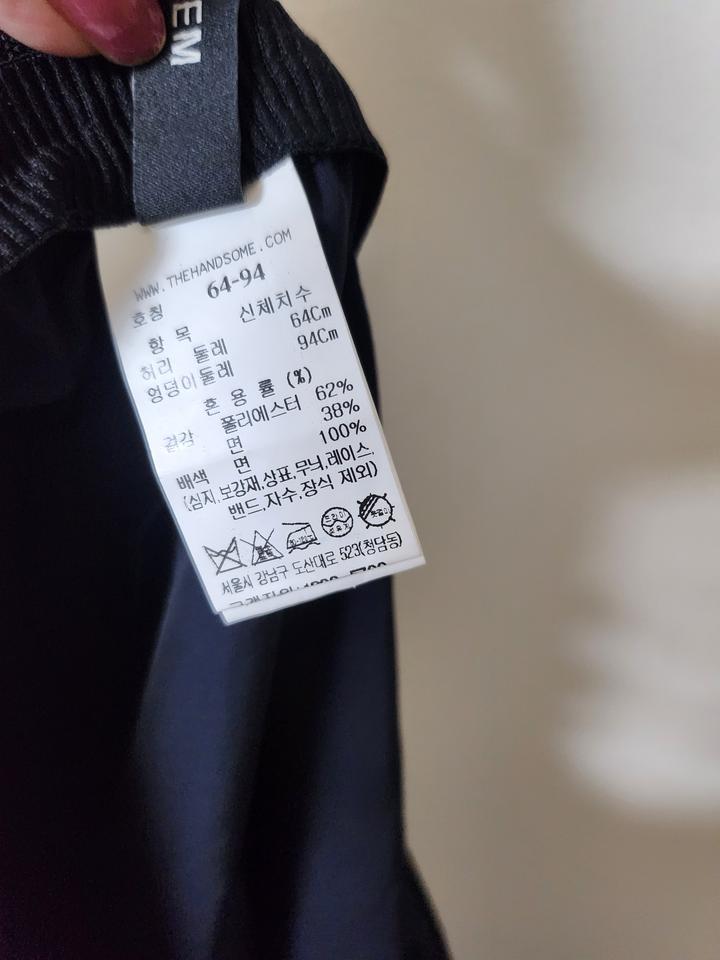 EM
WWW.THEHANDSOME.COM
호칭 64-94
항 목 신체치수
허리 둘레 64Cm
엉덩이둘레 94Cm
혼 용 률 (%)
겉감 폴리에스터 62%
면 38%
배색 면 100%
(심지,보강재,상표,무늬,레이스,
밴드,자수,장식 제외)
서울시 강남구 도산대로 523(청담동)